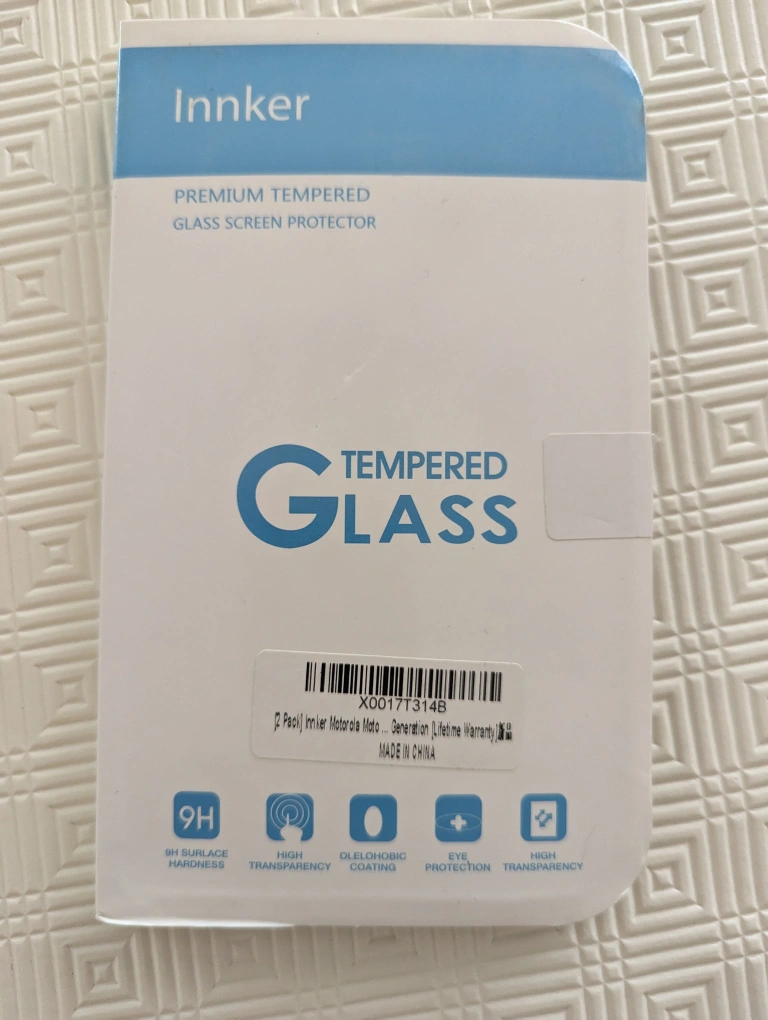 Innker
PREMIUM TEMPERED
GLASS SCREEN PROTECTOR
TEMPERED
GLASS
X0017T314B
[2 Pack] Innker Motorola Moto ... Generation [Lifetime Warranty]
MADE IN CHINA
9H
9H SURLACE
HARDNESS
HIGH
TRANSPARENCY
OLELOHOBIC
COATING
EYE
PROTECTION
HIGH
TRANSPARENCY